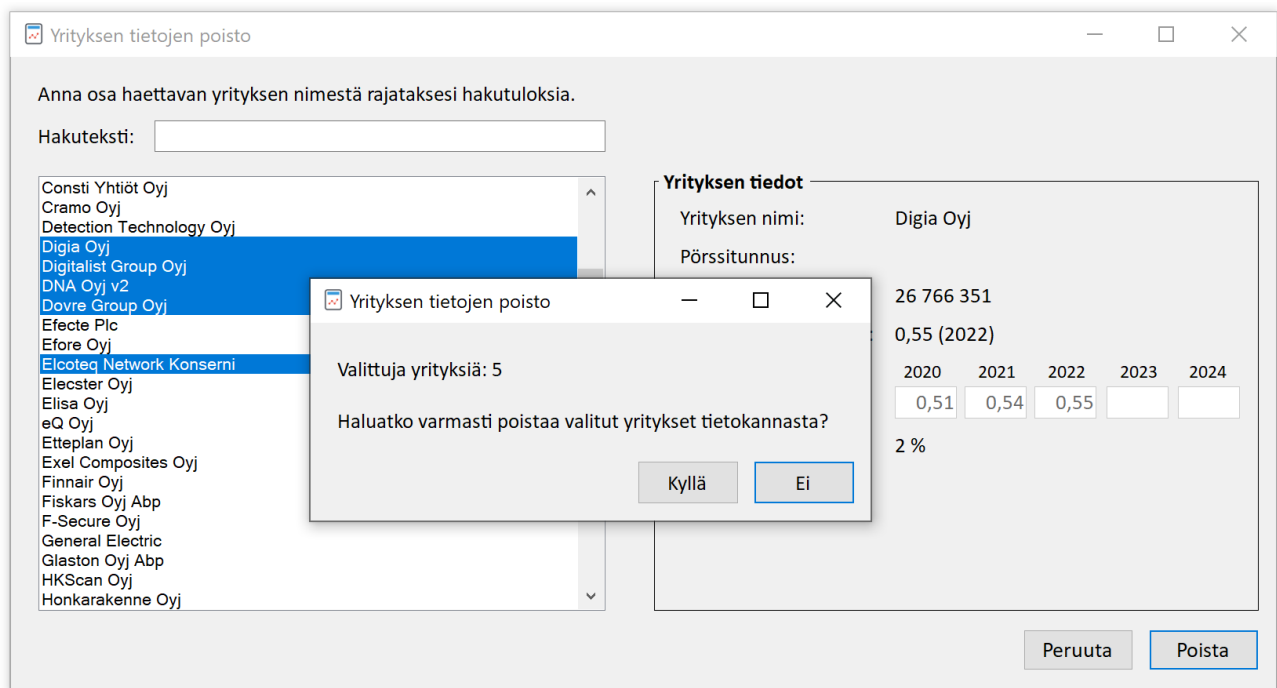 Yrityksen tietojen poisto
Anna osa haettavan yrityksen nimestä rajataksesi hakutuloksia.
Hakuteksti:
Consti Yhtiöt Oyj
Cramo Oyj
Detection Technology Oyj
Digia Oyj
Digitalist Group Oyj
DNA Oyj v2
Dovre Group Oyj
Efecte Plc
Efore Oyj
Elcoteq Network Konserni
Elecster Oyj
Elisa Oyj
eQ Oyj
Etteplan Oyj
Exel Composites Oyj
Finnair Oyj
Fiskars Oyj Abp
F-Secure Oyj
General Electric
Glaston Oyj Abp
HKScan Oyj
Honkarakenne Oyj
Yrityksen tiedot
Yrityksen nimi: Digia Oyj
Pörssitunnus:
26 766 351
: 0,55 (2022)
2020 2021 2022 2023 2024
0,51 0,54 0,55
2 %
Yrityksen tietojen poisto
Valittuja yrityksiä: 5
Haluatko varmasti poistaa valitut yritykset tietokannasta?
Kyllä Ei
Peruuta Poista